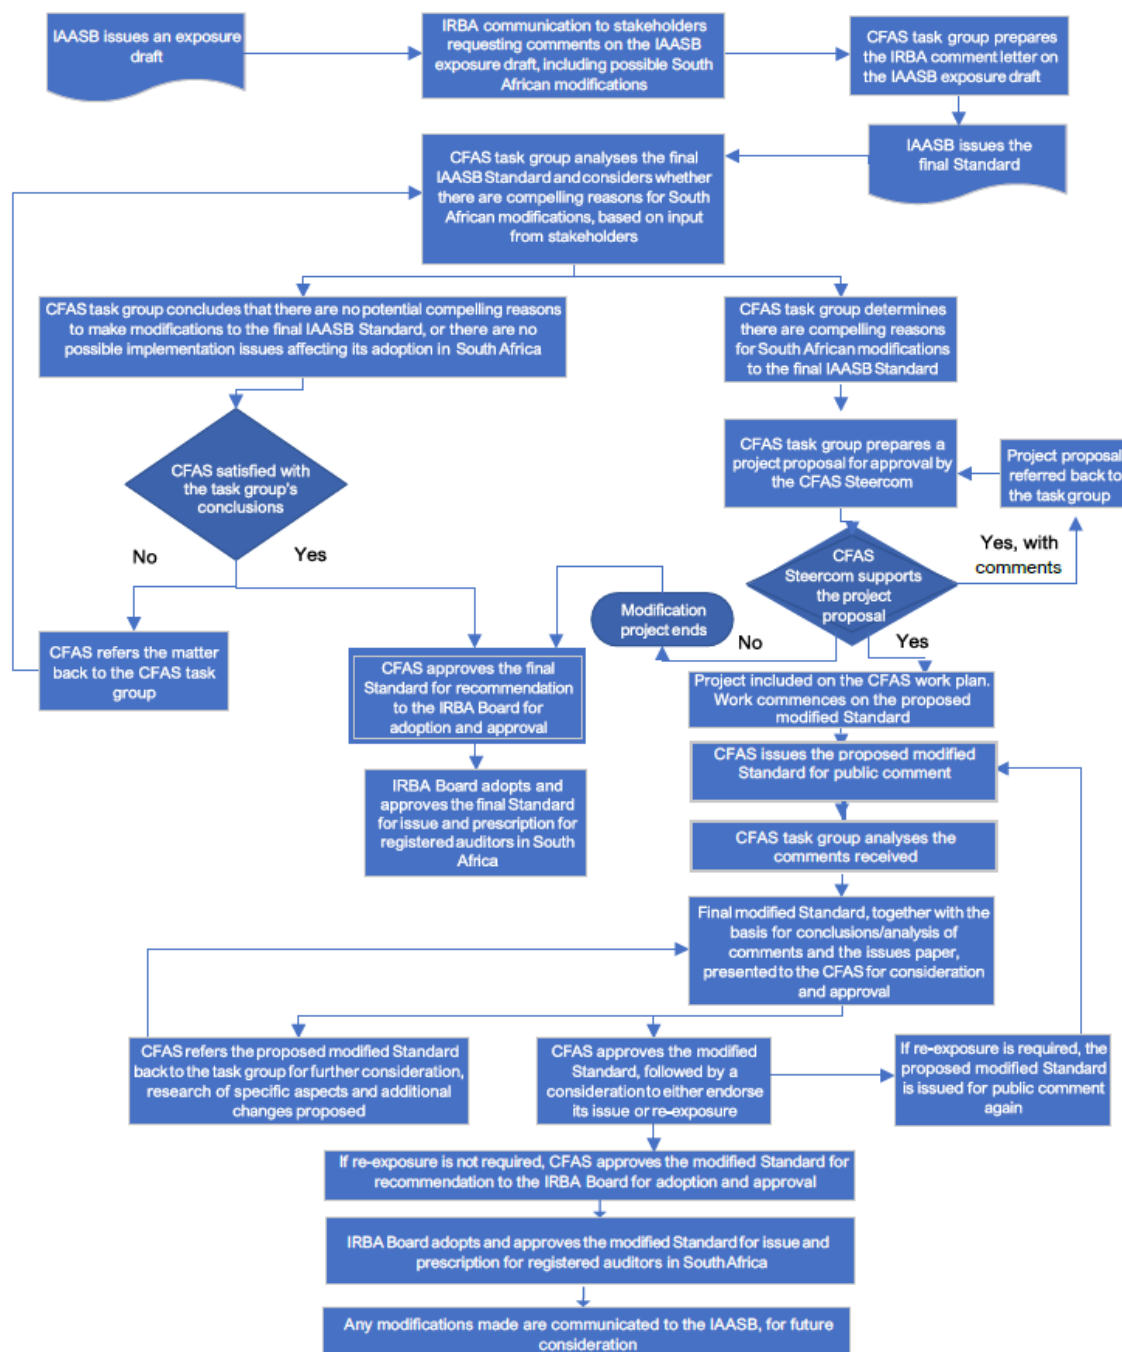 IAASB issues an exposure
draft
IRBA communication to stakeholders
requesting comments on the IAASB
exposure draft, including possible South
African modifications
CFAS task group prepares
the IRBA comment letter on
the IAASB exposure draft
IAASB issues the
final Standard
CFAS task group analyses the final
IAASB Standard and considers whether
there are compelling reasons for South
African modifications, based on input
from stakeholders
CFAS task group concludes that there are no potential compelling reasons
to make modifications to the final IAASB Standard, or there are no
possible implementation issues affecting its adoption in South Africa
CFAS task group determines
there are compelling reasons
for South African modifications
to the final IAASB Standard
CFAS satisfied with
the task group's
conclusions
CFAS task group prepares a
project proposal for approval by
the CFAS Steercom
Project proposal
referred back to
the task group
No
Yes
CFAS
Steercom supports
the project
proposal
Yes, with
comments
Modification
project ends
No
Yes
CFAS refers the matter
back to the CFAS task
group
CFAS approves the final
Standard for recommendation
to the IRBA Board for
adoption and approval
Project included on the CFAS work plan.
Work commences on the proposed
modified Standard
CFAS issues the proposed modified
Standard for public comment
IRBA Board adopts and
approves the final Standard
for issue and prescription for
registered auditors in South
Africa
CFAS task group analyses the
comments received
Final modified Standard, together with the
basis for conclusions/analysis of
comments and the issues paper,
presented to the CFAS for consideration
and approval
CFAS refers the proposed modified Standard
back to the task group for further consideration,
research of specific aspects and additional
changes proposed
CFAS approves the modified
Standard, followed by a
consideration to either endorse
its issue or re-exposure
If re-exposure is required, the
proposed modified Standard
is issued for public comment
again
If re-exposure is not required, CFAS approves the modified Standard for
recommendation to the IRBA Board for adoption and approval
IRBA Board adopts and approves the modified Standard for issue and
prescription for registered auditors in South Africa
Any modifications made are communicated to the IAASB, for future
consideration